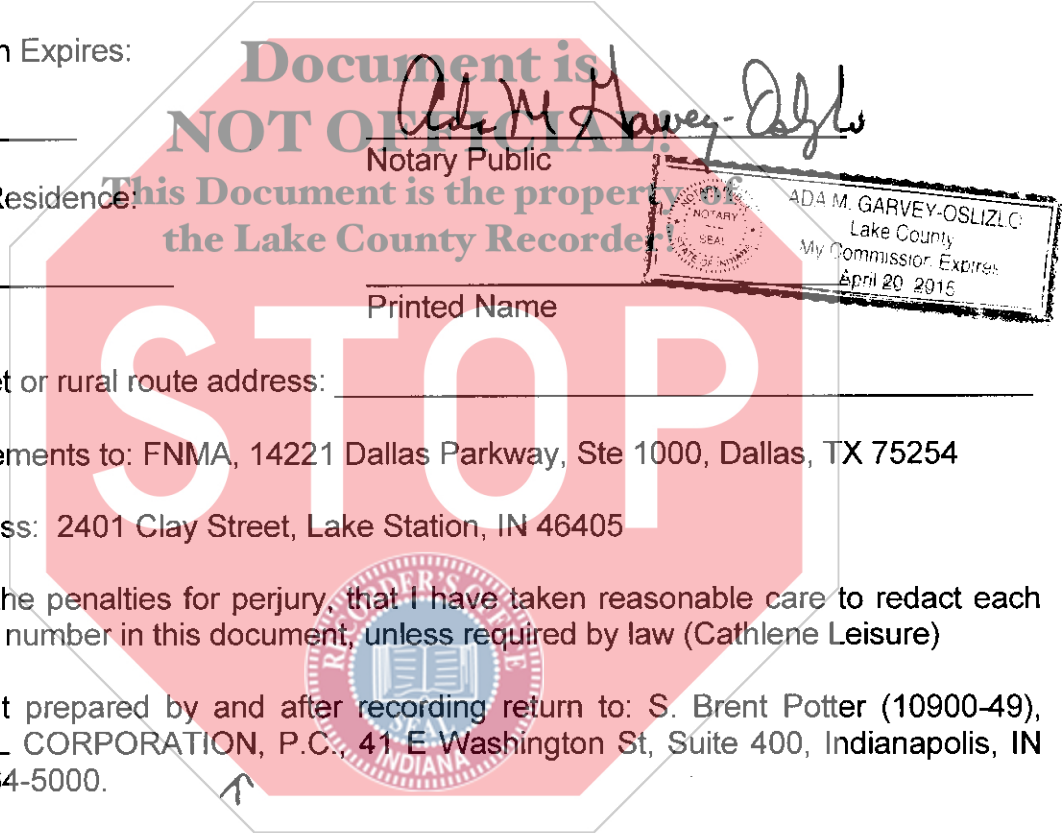 n Expires:
Document is
NOT OFFICIAL!
Ada M Garvey-Oslizlo
Notary Public
Residence:
This Document is the property of
the Lake County Recorder!
NOTARY
SEAL
STATE OF INDIANA
ADA M. GARVEY-OSLIZLO
Lake County
My Commission Expires
April 20 2015
Printed Name
STOP
et or rural route address:
ements to: FNMA, 14221 Dallas Parkway, Ste 1000, Dallas, TX 75254
ss: 2401 Clay Street, Lake Station, IN 46405
he penalties for perjury, that I have taken reasonable care to redact each
number in this document, unless required by law (Cathlene Leisure)
RECORDER'S OFFICE
SEAL
INDIANA
t prepared by and after recording return to: S. Brent Potter (10900-49),
L CORPORATION, P.C., 41 E Washington St, Suite 400, Indianapolis, IN
64-5000.